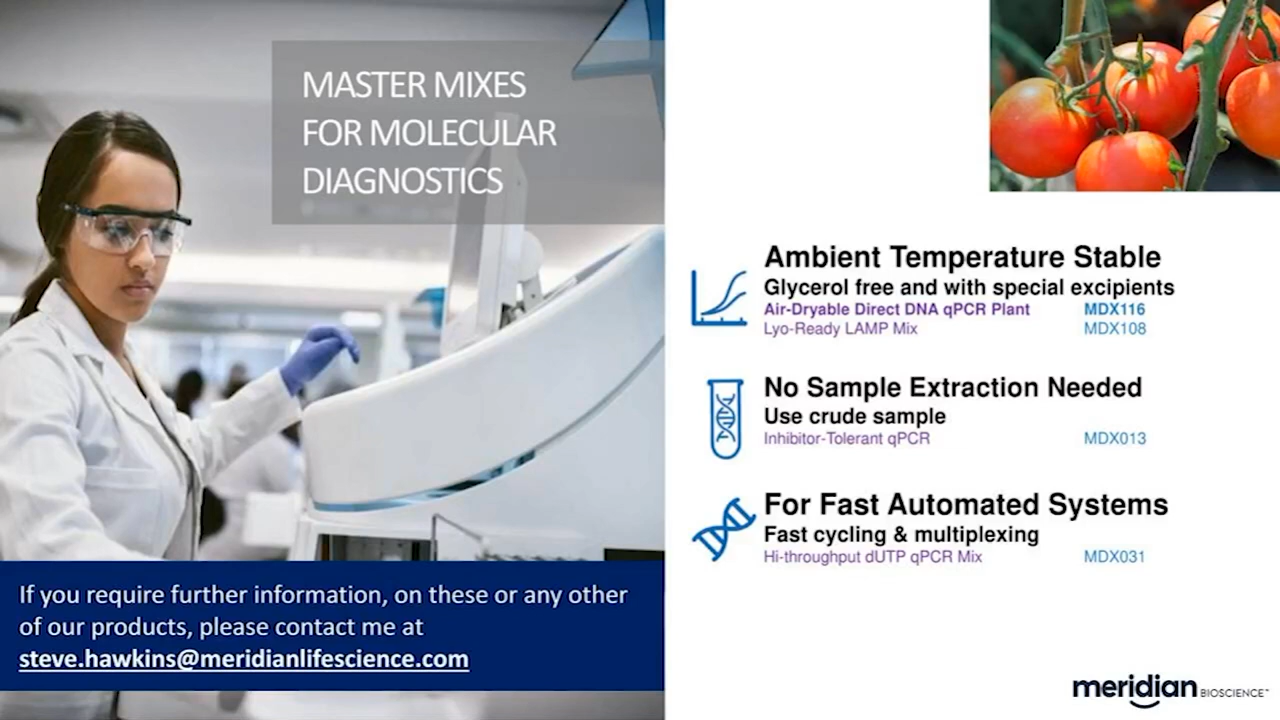 MASTER MIXES
FOR MOLECULAR
DIAGNOSTICS
If you require further information, on these or any other
of our products, please contact me at
steve.hawkins@meridianlifescience.com
Ambient Temperature Stable
Glycerol free and with special excipients
Air-Dryable Direct DNA qPCR Plant MDX116
Lyo-Ready LAMP Mix MDX108
No Sample Extraction Needed
Use crude sample
Inhibitor-Tolerant qPCR MDX013
For Fast Automated Systems
Fast cycling & multiplexing
Hi-throughput dUTP qPCR Mix MDX031
meridian BIOSCIENCE™